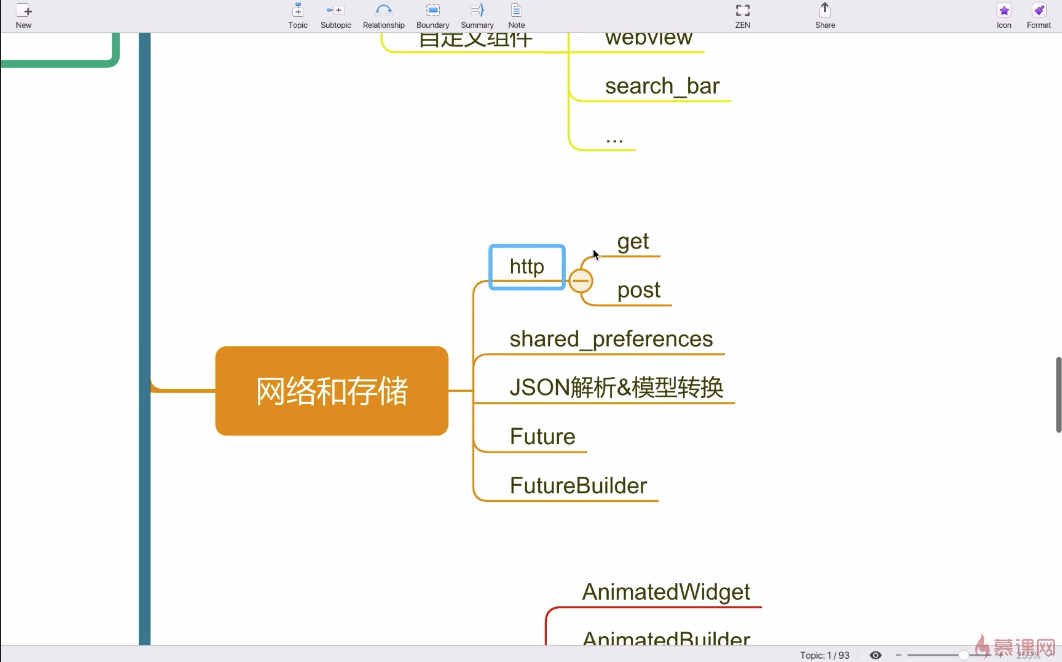 New
Topic
Subtopic
Relationship
Boundary
Summary
Note
ZEN
Share
Icon
Format
自定义组件
webview
search_bar
...
get
http
post
shared_preferences
网络和存储
JSON解析&模型转换
Future
FutureBuilder
AnimatedWidget
AnimatedBuilder
Topic: 1 / 93
慕课网